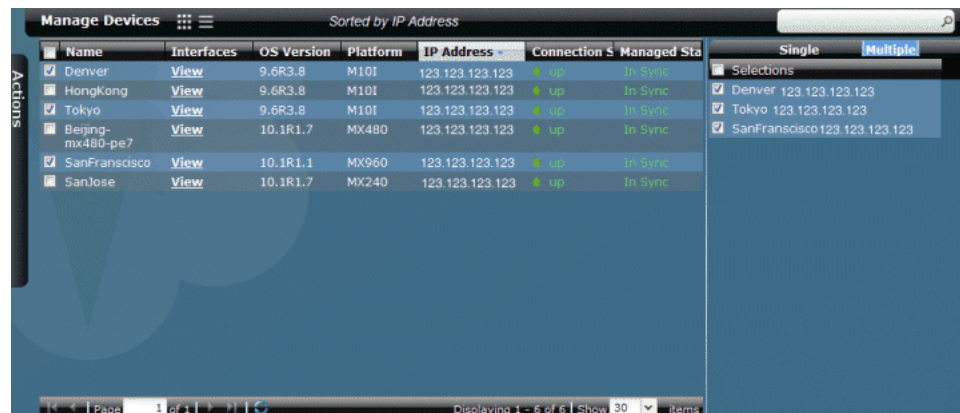 Manage Devices Sorted by IP Address
Actions
Name Interfaces OS Version Platform IP Address Connection S Managed Sta
Denver View 9.6R3.8 M10I 123.123.123.123 up In Sync
HongKong View 9.6R3.8 M10I 123.123.123.123 up In Sync
Tokyo View 9.6R3.8 M10I 123.123.123.123 up In Sync
Beijing- View 10.1R1.7 MX480 123.123.123.123 up In Sync
mx480-pe7
SanFranscisco View 10.1R1.1 MX960 123.123.123.123 up In Sync
SanJose View 10.1R1.7 MX240 123.123.123.123 up In Sync
Single Multiple
Selections
Denver 123.123.123.123
Tokyo 123.123.123.123
SanFranscisco 123.123.123.123
Page 1 of 1 Displaying 1 - 6 of 6 Show 30 items